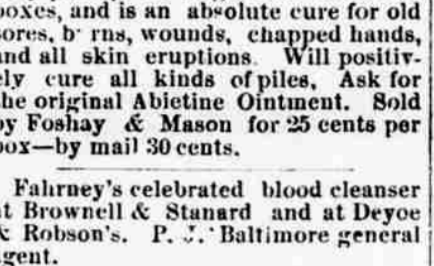 boxes, and is an absolute cure for old
sores, b rns, wounds, chapped hands,
and all skin eruptions. Will positiv-
ely cure all kinds of piles, Ask for
the original Abietine Ointment. Sold
by Foshay & Mason for 25 cents per
box—by mail 30 cents.
Fahrney's celebrated blood cleanser
at Brownell & Stanard and at Deyoe
& Robson's. P. J. Baltimore general
agent.